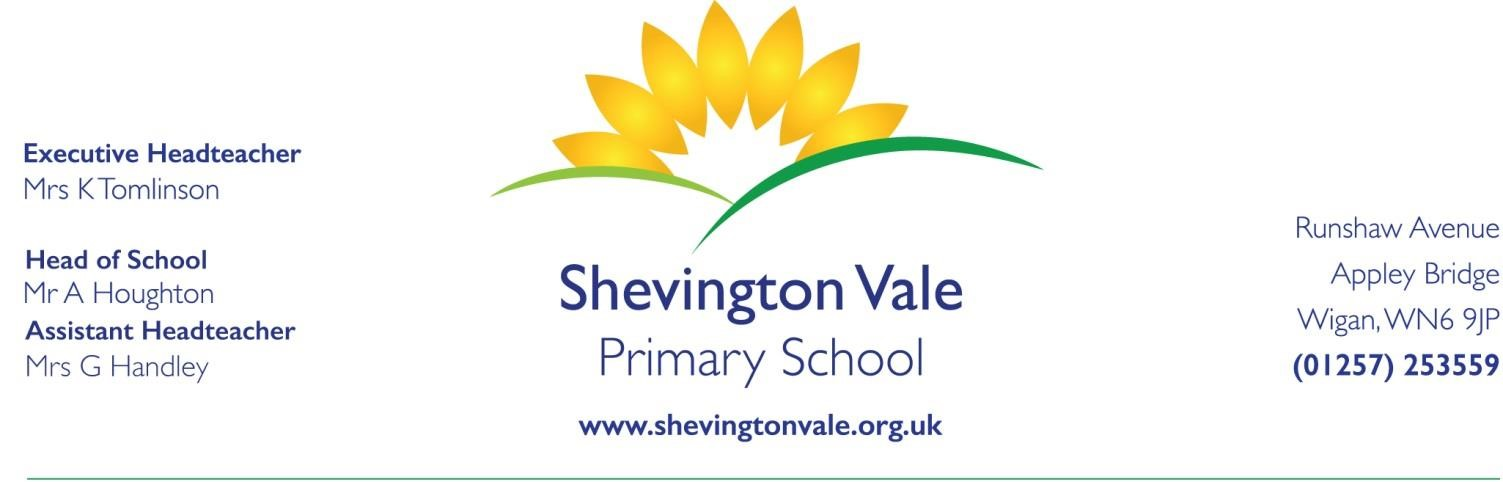 Executive Headteacher
Mrs K Tomlinson
Head of School
Mr A Houghton
Assistant Headteacher
Mrs G Handley
Shevington Vale
Primary School
www.shevingtonvale.org.uk
Runshaw Avenue
Appley Bridge
Wigan, WN6 9JP
(01257) 253559